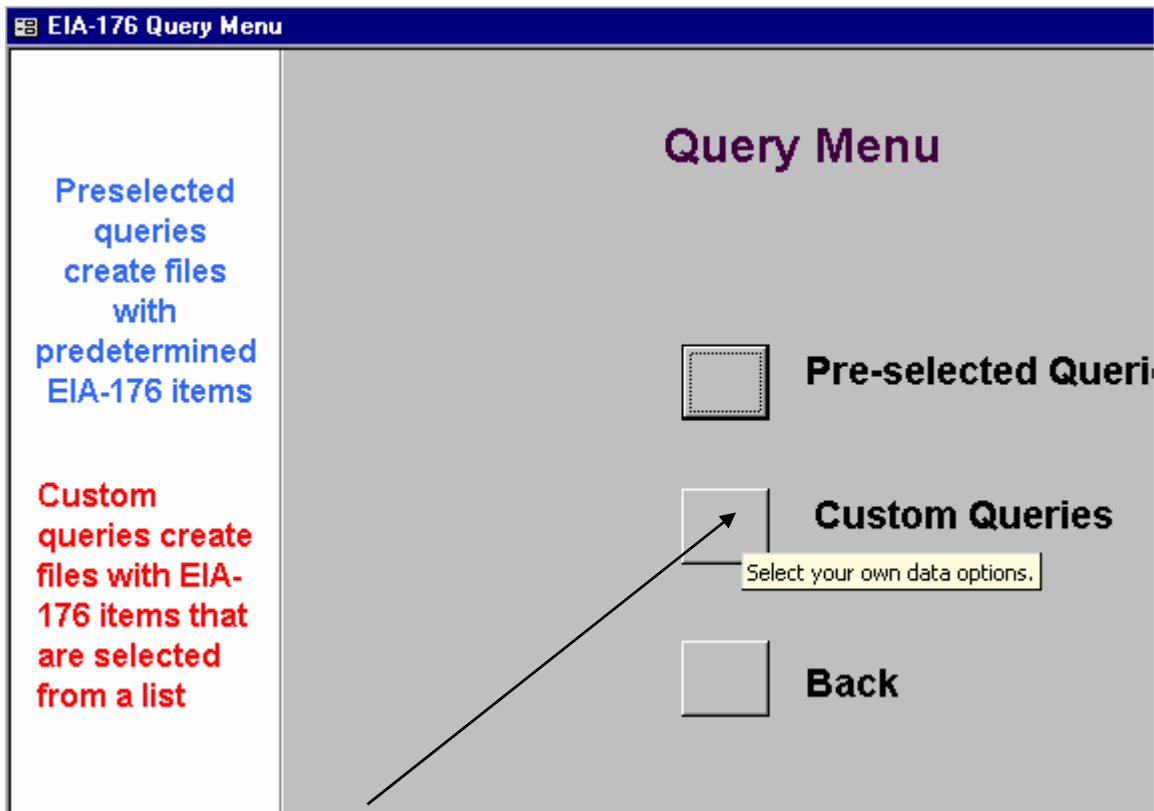 EIA-176 Query Menu
Query Menu
Preselected
queries
create files
with
predetermined
EIA-176 items
Custom
queries create
files with EIA-
176 items that
are selected
from a list
Pre-selected Queri
Custom Queries
Select your own data options.
Back